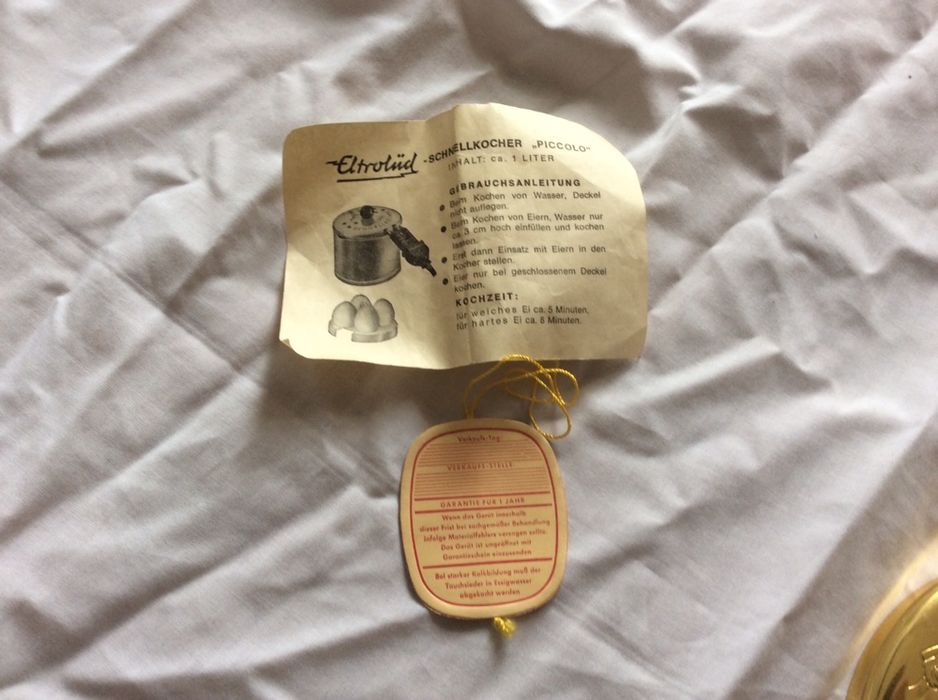 Eltrolüd -SCHNELLKOCHER „PICCOLO"
INHALT: ca. 1 LITER
GEBRAUCHSANLEITUNG
● Beim Kochen von Wasser, Deckel
nicht auflegen.
● Beim Kochen von Eiern, Wasser nur
ca. 3 cm hoch einfüllen und kochen
lassen.
● Erst dann Einsatz mit Eiern in den
Kocher stellen.
● Eier nur bei geschlossenem Deckel
kochen.
KOCHZEIT:
für weiches Ei ca. 5 Minuten,
für hartes Ei ca. 8 Minuten.
Verkaufs-Tag
VERKAUFS-STELLE
GARANTIE FÜR 1 JAHR
Wenn das Gerät innerhalb
dieser Frist bei sachgemäßer Behandlung
infolge Materialfehlers versagen sollte.
Das Gerät ist ungeöffnet mit
Garantieschein einzusenden
Bei starker Kalkbildung muß der
Tauchsieder in Essigwasser
abgekocht werden